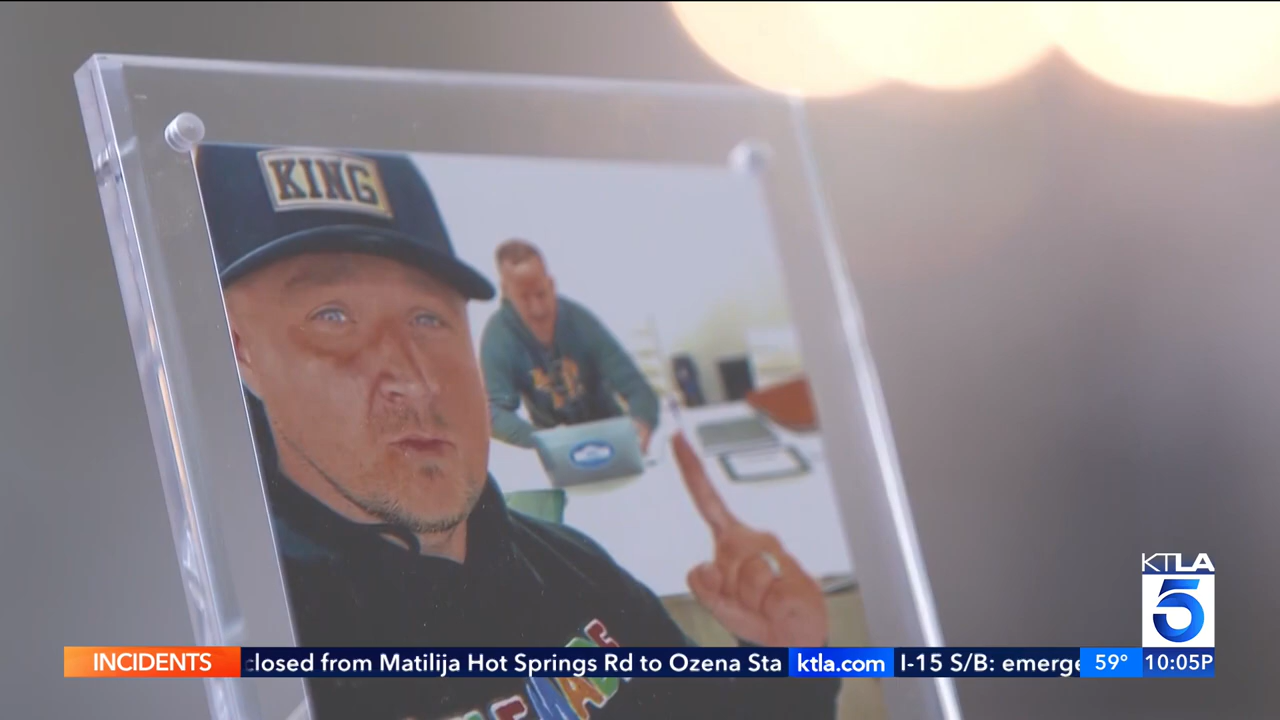 KING
KTLA
5
INCIDENTS
closed from Matilija Hot Springs Rd to Ozena Sta
ktla.com
I-15 S/B: emerge
59°
10:05P